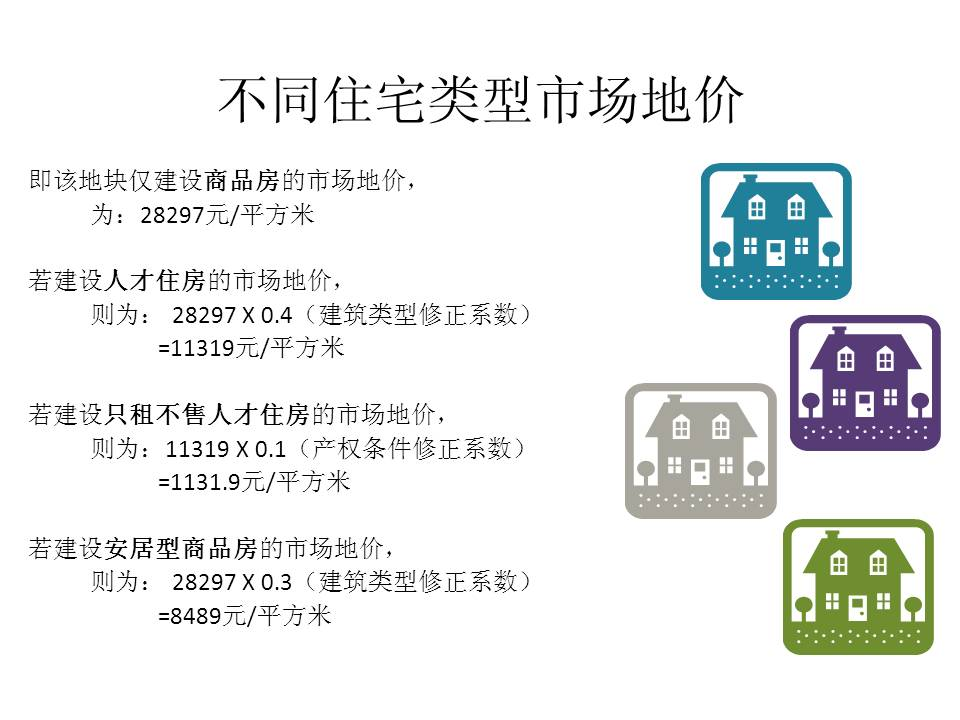 不同住宅类型市场地价
即该地块仅建设商品房的市场地价，
为：28297元/平方米
若建设人才住房的市场地价，
则为： 28297 X 0.4（建筑类型修正系数）
=11319元/平方米
若建设只租不售人才住房的市场地价，
则为：11319 X 0.1（产权条件修正系数）
=1131.9元/平方米
若建设安居型商品房的市场地价，
则为： 28297 X 0.3（建筑类型修正系数）
=8489元/平方米